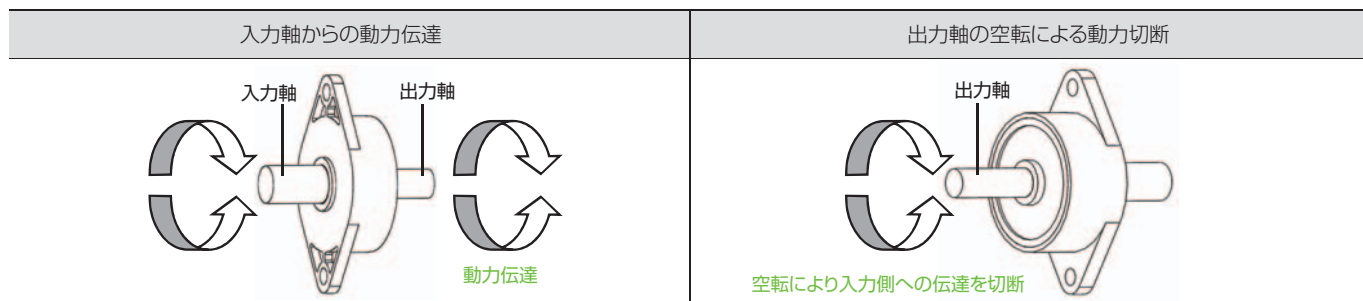 入力軸からの動力伝達
出力軸の空転による動力切断
入力軸
出力軸
動力伝達
出力軸
空転により入力側への伝達を切断